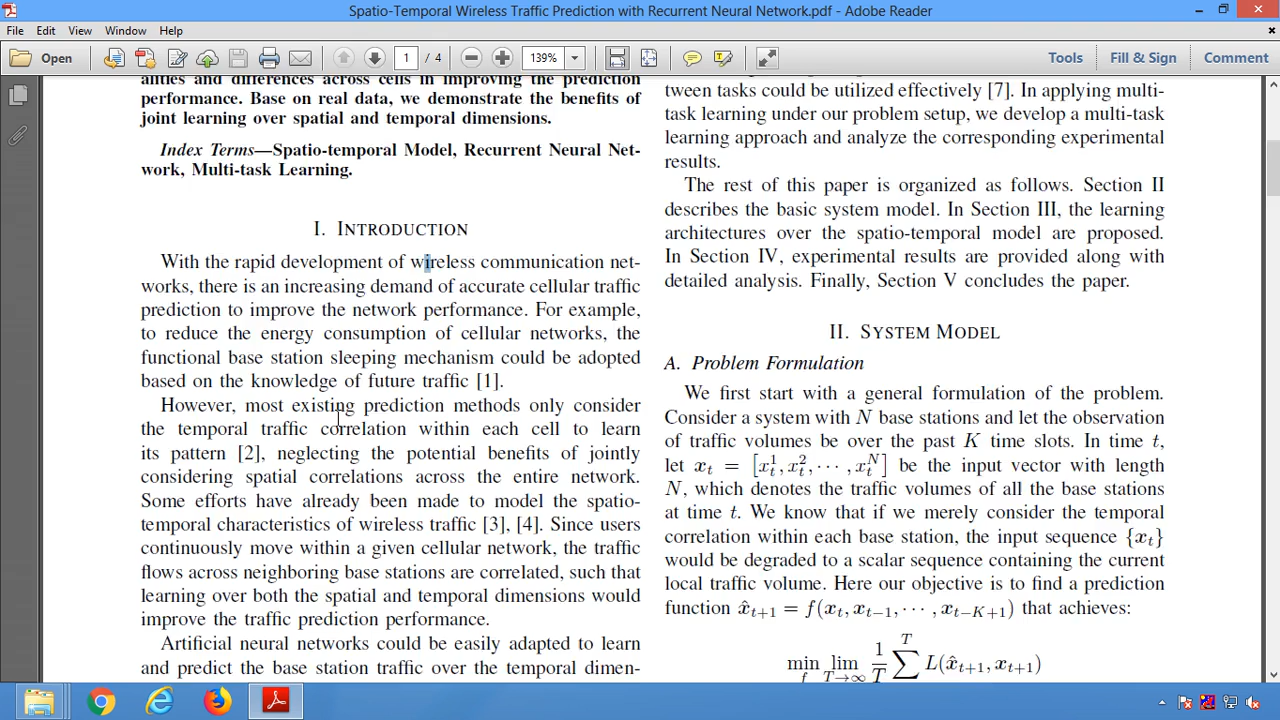 Spatio-Temporal Wireless Traffic Prediction with Recurrent Neural Network.pdf - Adobe Reader
File Edit View Window Help
Open 1 / 4 139% Tools Fill & Sign Comment
alities and differences across cells in improving the prediction
performance. Base on real data, we demonstrate the benefits of
joint learning over spatial and temporal dimensions.
Index Terms—Spatio-temporal Model, Recurrent Neural Net-
work, Multi-task Learning.
I. INTRODUCTION
With the rapid development of wireless communication net-
works, there is an increasing demand of accurate cellular traffic
prediction to improve the network performance. For example,
to reduce the energy consumption of cellular networks, the
functional base station sleeping mechanism could be adopted
based on the knowledge of future traffic [1].
However, most existing prediction methods only consider
the temporal traffic correlation within each cell to learn
its pattern [2], neglecting the potential benefits of jointly
considering spatial correlations across the entire network.
Some efforts have already been made to model the spatio-
temporal characteristics of wireless traffic [3], [4]. Since users
continuously move within a given cellular network, the traffic
flows across neighboring base stations are correlated, such that
learning over both the spatial and temporal dimensions would
improve the traffic prediction performance.
Artificial neural networks could be easily adapted to learn
and predict the base station traffic over the temporal dimen-
tween tasks could be utilized effectively [7]. In applying multi-
task learning under our problem setup, we develop a multi-task
learning approach and analyze the corresponding experimental
results.
The rest of this paper is organized as follows. Section II
describes the basic system model. In Section III, the learning
architectures over the spatio-temporal model are proposed.
In Section IV, experimental results are provided along with
detailed analysis. Finally, Section V concludes the paper.
II. SYSTEM MODEL
A. Problem Formulation
We first start with a general formulation of the problem.
Consider a system with N base stations and let the observation
of traffic volumes be over the past K time slots. In time t,
let x_t = [x_t^1, x_t^2, ⋯ , x_t^N] be the input vector with length
N, which denotes the traffic volumes of all the base stations
at time t. We know that if we merely consider the temporal
correlation within each base station, the input sequence {x_t}
would be degraded to a scalar sequence containing the current
local traffic volume. Here our objective is to find a prediction
function x̂_{t+1} = f(x_t, x_{t−1}, ⋯ , x_{t−K+1}) that achieves:
min_f lim_{T→∞} 1/T ∑^T L(x̂_{t+1}, x_{t+1})